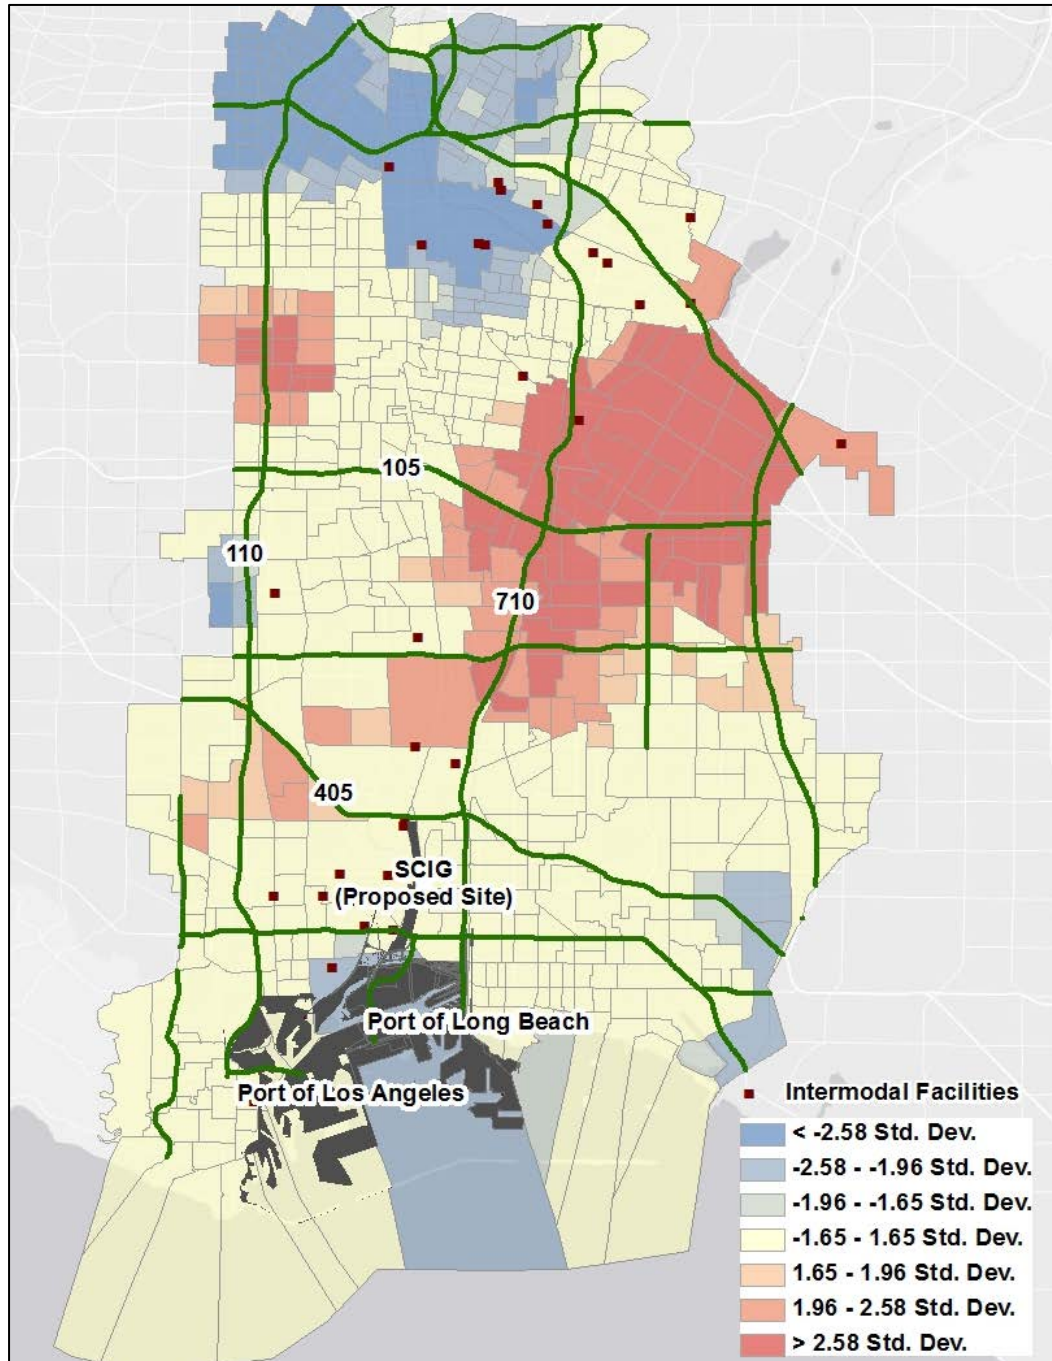 105
110
710
405
SCIG
(Proposed Site)
Port of Long Beach
Port of Los Angeles
Intermodal Facilities
< -2.58 Std. Dev.
-2.58 - -1.96 Std. Dev.
-1.96 - -1.65 Std. Dev.
-1.65 - 1.65 Std. Dev.
1.65 - 1.96 Std. Dev.
1.96 - 2.58 Std. Dev.
> 2.58 Std. Dev.